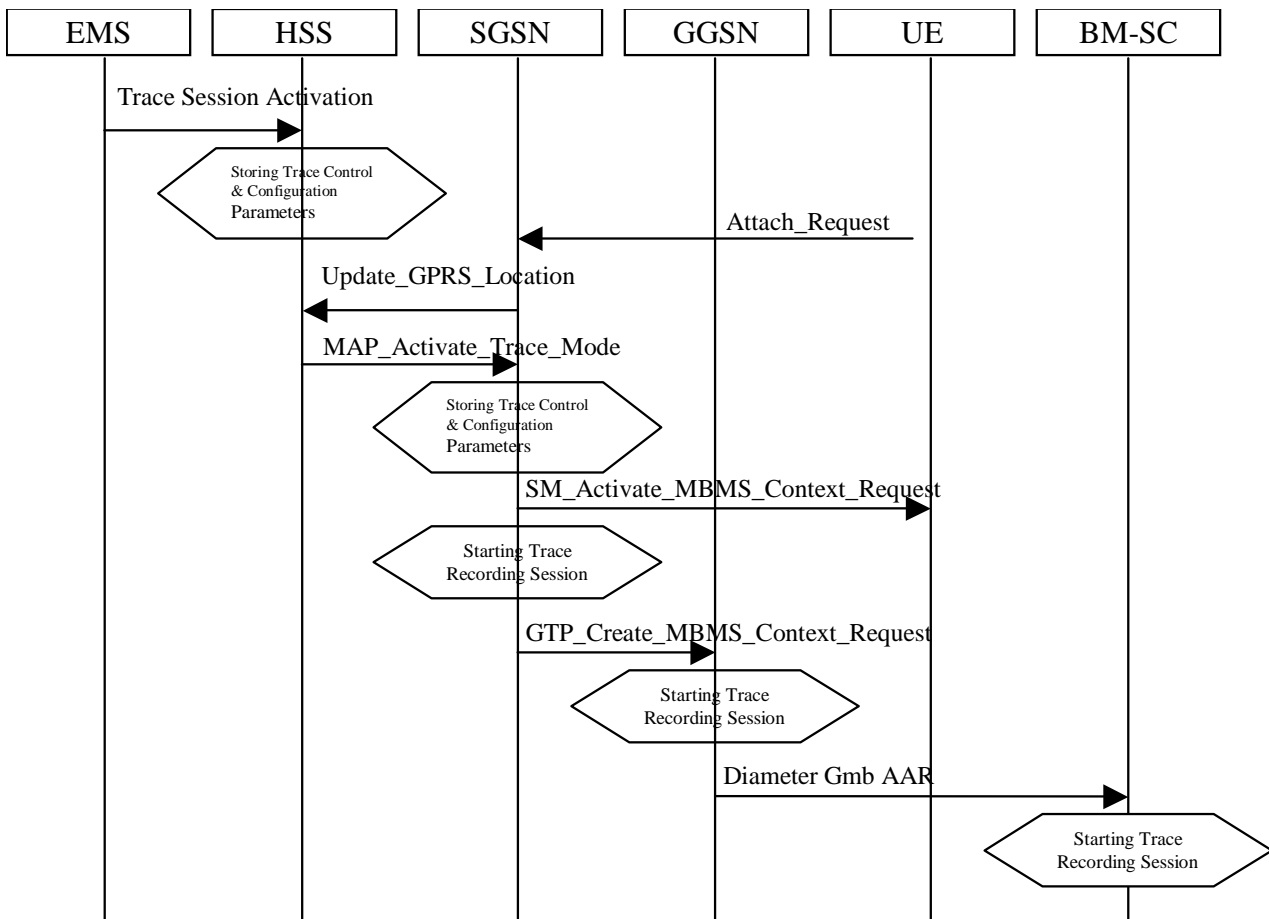 EMS
HSS
SGSN
GGSN
UE
BM-SC
Trace Session Activation
Storing Trace Control
& Configuration
Parameters
Attach_Request
Update_GPRS_Location
MAP_Activate_Trace_Mode
Storing Trace Control
& Configuration
Parameters
SM_Activate_MBMS_Context_Request
Starting Trace
Recording Session
GTP_Create_MBMS_Context_Request
Starting Trace
Recording Session
Diameter Gmb AAR
Starting Trace
Recording Session